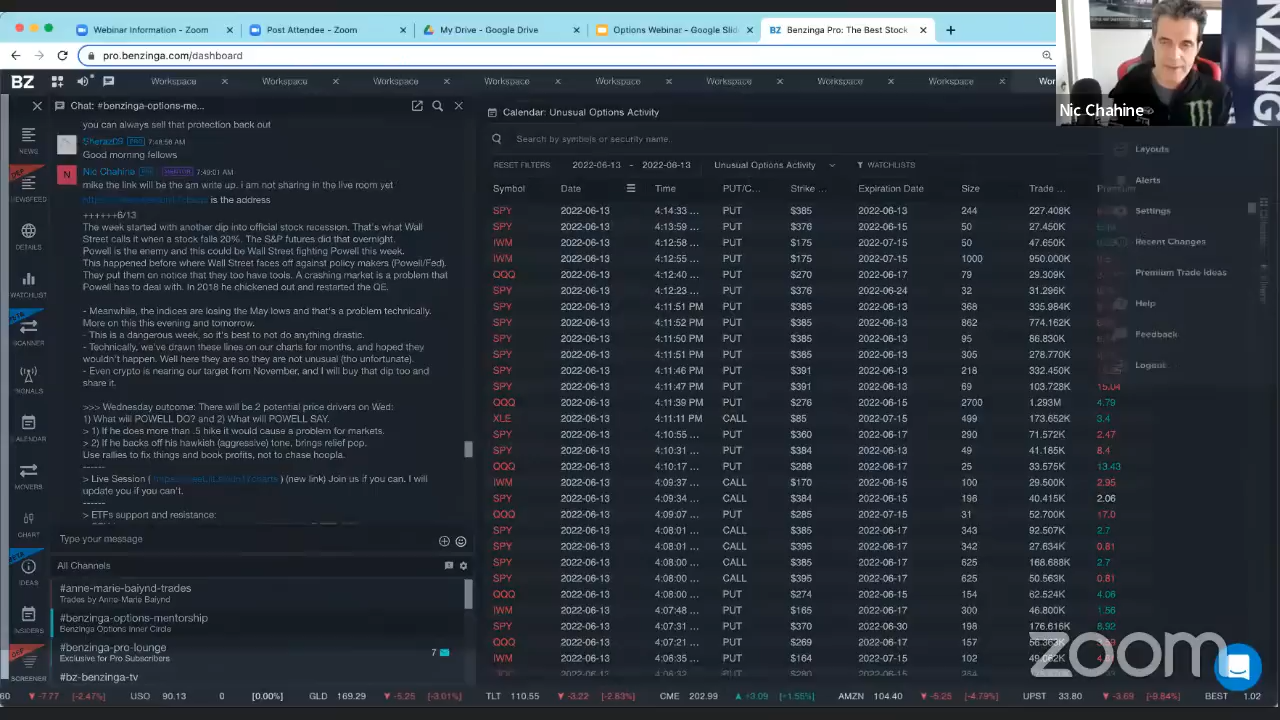 Webinar Information - Zoom
Post Attendee - Zoom
My Drive - Google Drive
Options Webinar - Google Slid
BZ Benzinga Pro: The Best Stock
pro.benzinga.com/dashboard
BZ
Workspace Workspace Workspace Workspace Workspace Workspace Workspace Workspace
Nic Chahine
Chat: #benzinga-options-me...
you can always sell that protection back out
7:48:58 AM
Good morning fellows
N
Nic Chahine 7:49:01 AM
mike the link will be the am write up. i am not sharing in the live room yet
is the address
++++++6/13
The week started with another dip into official stock recession. That's what Wall
Street calls it when a stock falls 20%. The S&P futures did that overnight.
Powell is the enemy and this could be Wall Street fighting Powell this week.
This happened before where Wall Street faces off against policy makers (Powell/Fed).
They put them on notice that they too have tools. A crashing market is a problem that
Powell has to deal with. In 2018 he chickened out and restarted the QE.
- Meanwhile, the indices are losing the May lows and that's a problem technically.
More on this this evening and tomorrow.
- This is a dangerous week, so it's best to not do anything drastic.
- Technically, we've drawn these lines on our charts for months, and hoped they
wouldn't happen. Well here they are so they are not unusual (tho unfortunate).
- Even crypto is nearing our target from November, and I will buy that dip too and
share it.
>>> Wednesday outcome: There will be 2 potential price drivers on Wed:
1) What will POWELL DO? and 2) What will POWELL SAY.
> 1) If he does more than .5 hike it would cause a problem for markets.
> 2) If he backs off his hawkish (aggressive) tone, brings relief pop.
Use rallies to fix things and book profits, not to chase hoopla.
------
> Live Session ( ) (new link) Join us if you can. I will
update you if you can't.
------
> ETFs support and resistance:
Type your message
All Channels
#anne-marie-baiynd-trades
Trades by Anne-Marie Baiynd
#benzinga-options-mentorship
Benzinga Options Inner Circle
#benzinga-pro-lounge
Exclusive for Pro Subscribers
7
#bz-benzinga-tv
NEWS
NEWSFEED
DETAILS
WATCHLIST
SCANNER
SIGNALS
CALENDAR
MOVERS
CHART
IDEAS
INSIDERS
SCREENER
Calendar: Unusual Options Activity
Search by symbols or security name.
RESET FILTERS 2022-06-13 - 2022-06-13 Unusual Options Activity WATCHLISTS
Symbol Date Time PUT/C... Strike ... Expiration Date Size Trade ... Premium
SPY 2022-06-13 4:14:33 ... PUT $385 2022-06-13 244 227.408K
SPY 2022-06-13 4:13:59 ... PUT $376 2022-06-15 50 27.450K
IWM 2022-06-13 4:12:58 ... PUT $175 2022-07-15 50 47.650K
IWM 2022-06-13 4:12:55 ... PUT $175 2022-07-15 1000 950.000K
QQQ 2022-06-13 4:12:40 ... PUT $270 2022-06-17 79 29.309K
SPY 2022-06-13 4:12:23 ... PUT $376 2022-06-24 32 31.296K
SPY 2022-06-13 4:11:51 PM PUT $385 2022-06-13 368 335.984K
SPY 2022-06-13 4:11:52 PM PUT $385 2022-06-13 862 774.162K
SPY 2022-06-13 4:11:50 PM PUT $385 2022-06-13 95 86.830K
SPY 2022-06-13 4:11:51 PM PUT $385 2022-06-13 305 278.770K
SPY 2022-06-13 4:11:46 PM PUT $391 2022-06-13 218 332.450K
SPY 2022-06-13 4:11:47 PM PUT $391 2022-06-13 69 103.728K 15.04
QQQ 2022-06-13 4:11:39 PM PUT $276 2022-06-15 2700 1.293M 4.79
XLE 2022-06-13 4:11:11 PM CALL $85 2022-07-15 499 173.652K 3.4
SPY 2022-06-13 4:10:55 ... PUT $360 2022-06-17 290 71.572K 2.47
SPY 2022-06-13 4:10:31 ... PUT $384 2022-06-13 49 41.165K 8.4
QQQ 2022-06-13 4:10:17 ... PUT $288 2022-06-17 25 33.575K 13.43
IWM 2022-06-13 4:09:37 ... CALL $170 2022-06-15 100 29.500K 2.95
SPY 2022-06-13 4:09:34 ... CALL $384 2022-06-15 196 40.415K 2.06
QQQ 2022-06-13 4:09:07 ... PUT $285 2022-06-15 31 52.700K 17.0
SPY 2022-06-13 4:08:01 ... CALL $385 2022-06-17 343 92.507K 2.7
SPY 2022-06-13 4:08:01 ... CALL $395 2022-06-17 342 27.634K 0.81
SPY 2022-06-13 4:08:00 ... CALL $385 2022-06-17 625 168.688K 2.7
SPY 2022-06-13 4:08:00 ... CALL $395 2022-06-17 625 50.563K 0.81
QQQ 2022-06-13 4:08:00 ... PUT $274 2022-06-17 154 62.524K 4.06
IWM 2022-06-13 4:07:48 ... PUT $165 2022-06-17 300 46.800K 1.56
SPY 2022-06-13 4:07:31 ... PUT $370 2022-06-30 198 176.616K 8.92
QQQ 2022-06-13 4:07:21 ... PUT $269 2022-06-17 157
IWM 2022-06-13 4:06:35 ... PUT $164 2022-07-15 102
Layouts
Alerts
Settings
Recent Changes
Premium Trade Ideas
Help
Feedback
Logout
zoom
60 ▼ -7.77 [-2.47%] USO 90.13 0 [0.00%] GLD 169.29 ▼ -5.25 [-3.01%] TLT 110.55 ▼ -3.22 [-2.83%] CME 202.99 ▲ +3.09 [+1.55%] AMZN 104.40 ▼ -5.25 [-4.79%] UPST 33.80 ▼ -3.69 [-9.84%] BEST 1.02